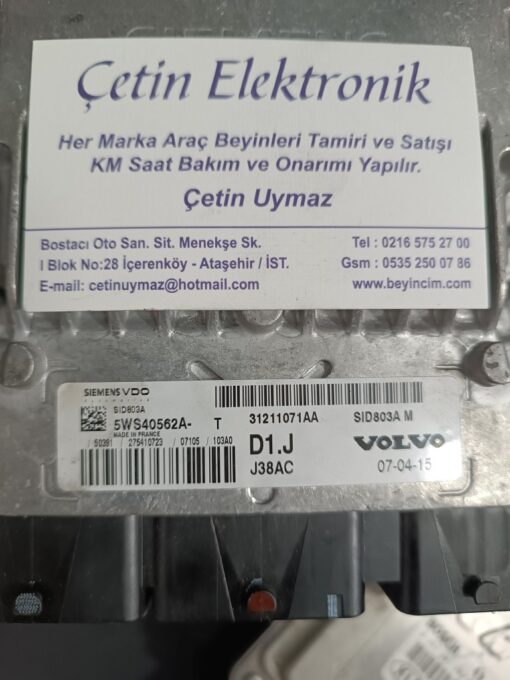 Çetin Elektronik
Her Marka Araç Beyinleri Tamiri ve Satışı
KM Saat Bakım ve Onarımı Yapılır.
Çetin Uymaz
Bostacı Oto San. Sit. Menekşe Sk.
I Blok No:28 İçerenköy - Ataşehir / İST.
E-mail: cetinuymaz@hotmail.com
Tel : 0216 575 27 00
Gsm : 0535 250 07 86
www.beyincim.com
SIEMENS VDO
Automotive
SID803A
5WS40562A- T
MADE IN FRANCE
/ 50381 / 275410723 / 07105 / 103A0
31211071AA SID803A M
D1.J VOLVO
J38AC 07-04-15